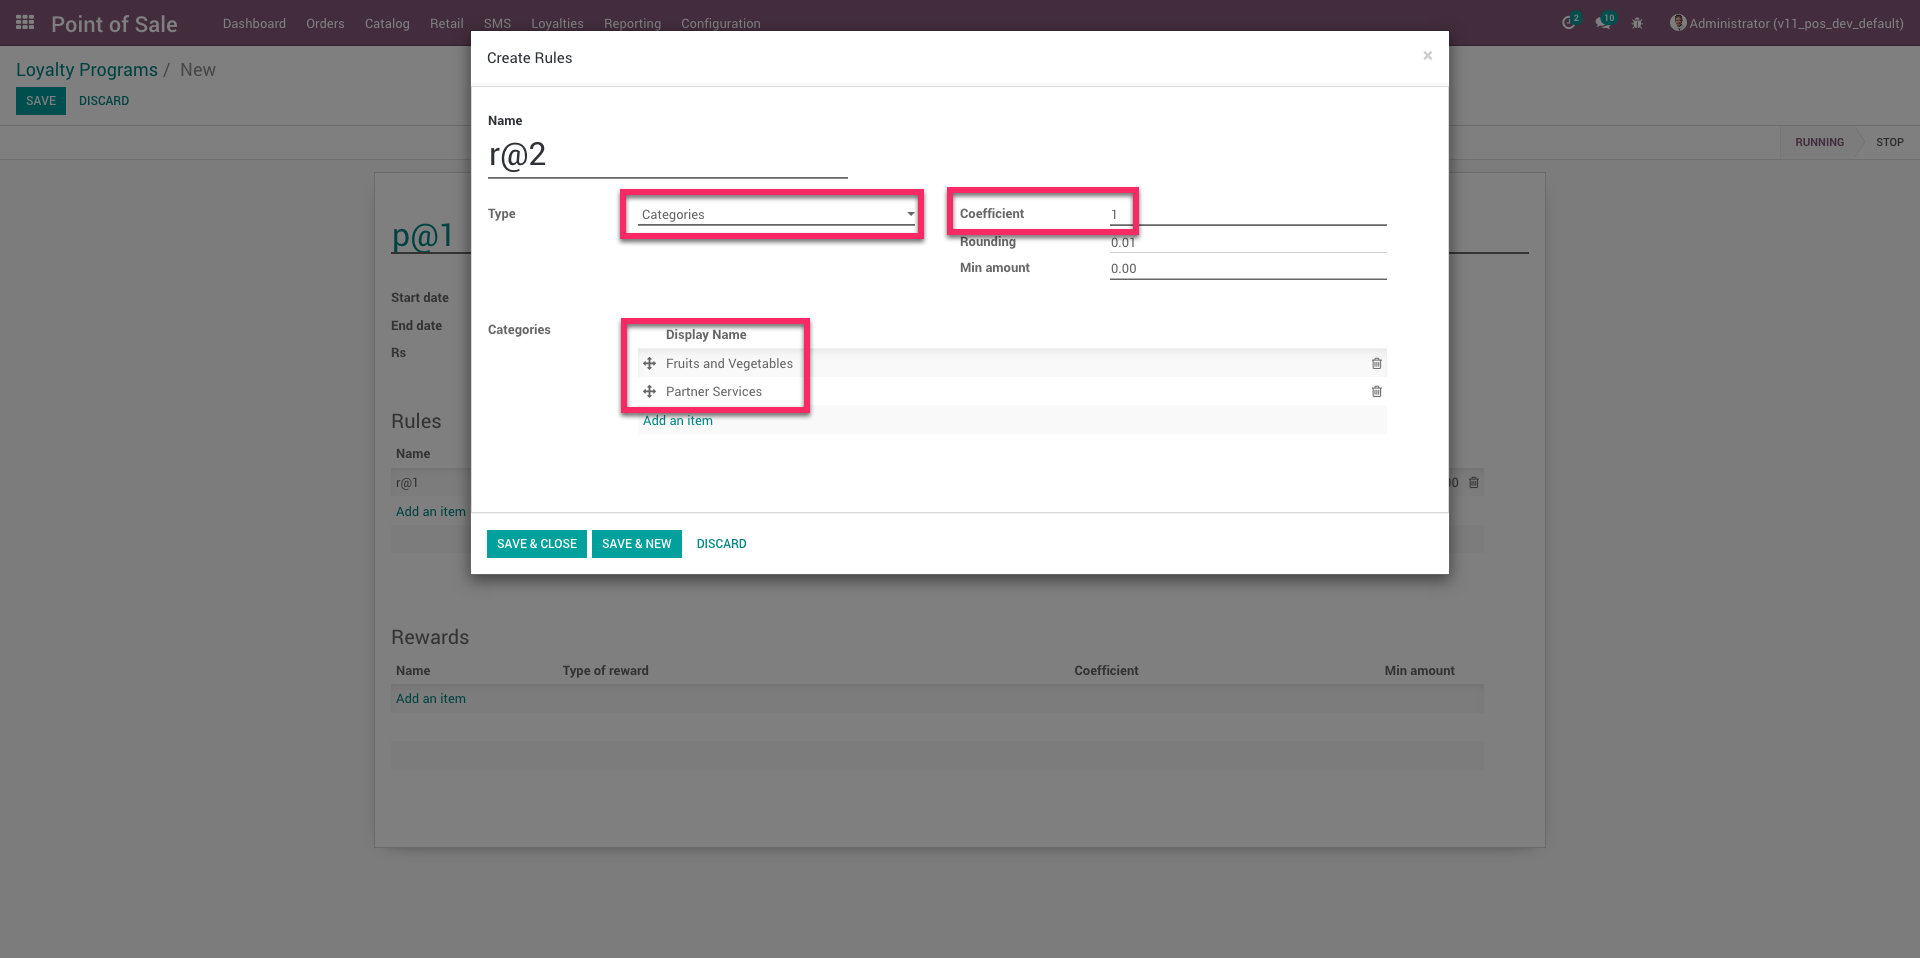 Point of Sale
Dashboard Orders Catalog Retail SMS Loyalties Reporting Configuration
2 10 Administrator (v11_pos_dev_default)
Loyalty Programs / New
SAVE DISCARD
RUNNING STOP
Create Rules ×
Name
r@2
Type Categories
Coefficient 1
Rounding 0.01
Min amount 0.00
Categories
Display Name
Fruits and Vegetables
Partner Services
Add an item
SAVE & CLOSE SAVE & NEW DISCARD
p@1
Start date
End date
Rs
Rules
Name
r@1
Add an item
Rewards
Name Type of reward Coefficient Min amount
Add an item